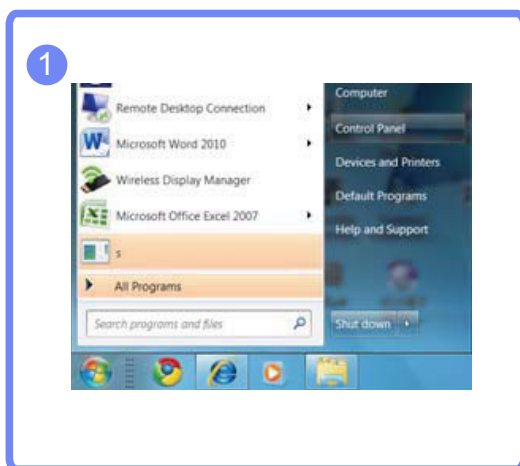 1
Remote Desktop Connection
Microsoft Word 2010
Wireless Display Manager
Microsoft Office Excel 2007
s
All Programs
Search programs and files
Computer
Control Panel
Devices and Printers
Default Programs
Help and Support
Shut down